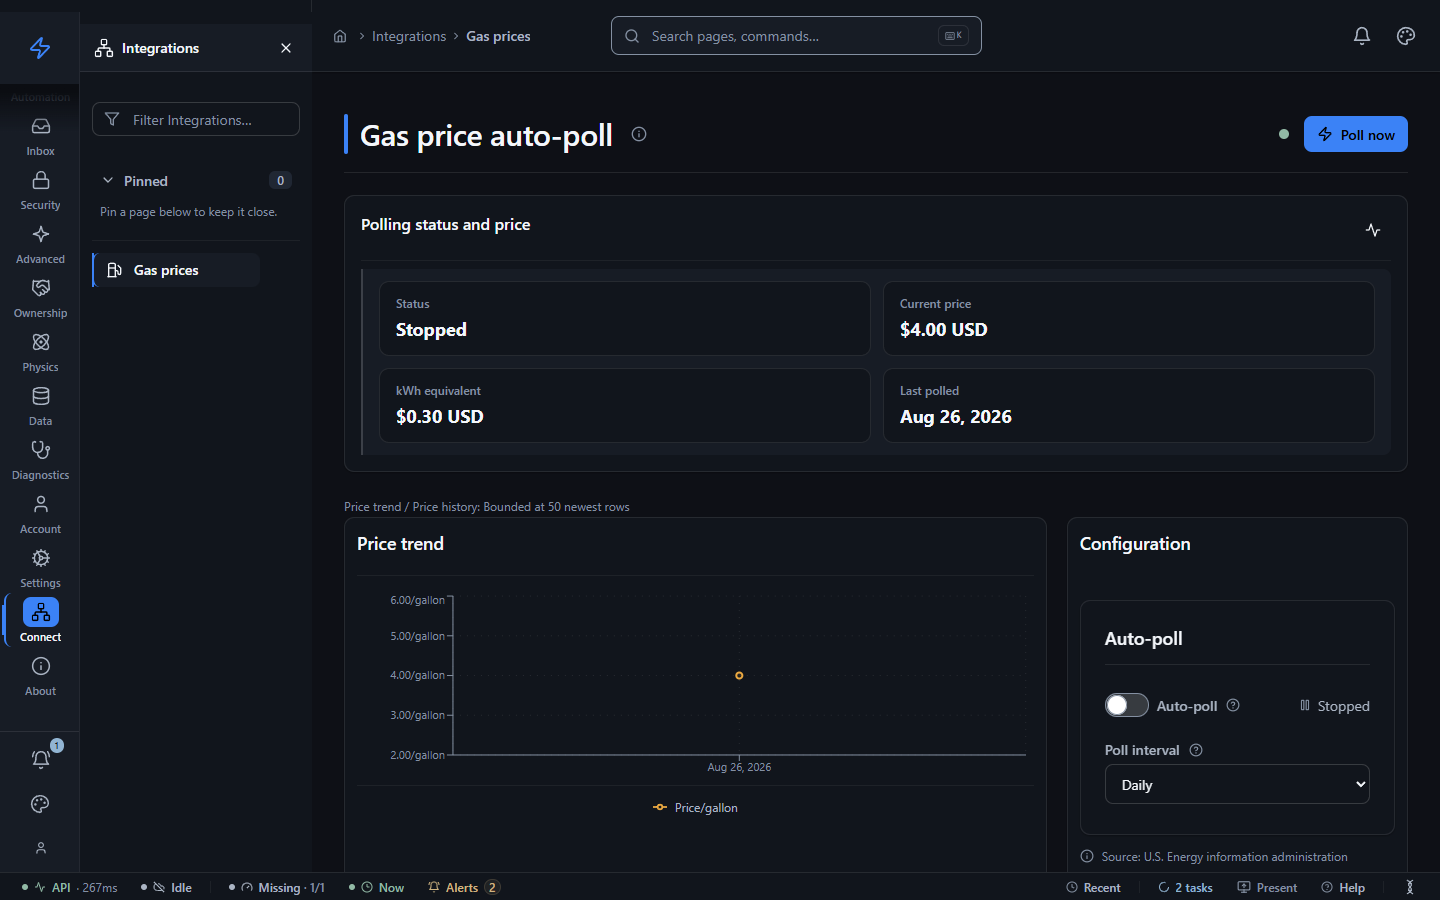 Integrations
Integrations
Gas prices
Search pages, commands...
K
Automation
Inbox
Security
Advanced
Ownership
Physics
Data
Diagnostics
Account
Settings
Connect
About
1
Filter Integrations...
Pinned
0
Pin a page below to keep it close.
Gas prices
Gas price auto-poll
Poll now
Polling status and price
Status
Stopped
Current price
$4.00 USD
kWh equivalent
$0.30 USD
Last polled
Aug 26, 2026
Price trend / Price history: Bounded at 50 newest rows
Price trend
6.00/gallon
5.00/gallon
4.00/gallon
3.00/gallon
2.00/gallon
Aug 26, 2026
Price/gallon
Configuration
Auto-poll
Auto-poll
Stopped
Poll interval
Daily
Source: U.S. Energy information administration
API · 267ms
Idle
Missing · 1/1
Now
Alerts 2
Recent
2 tasks
Present
Help